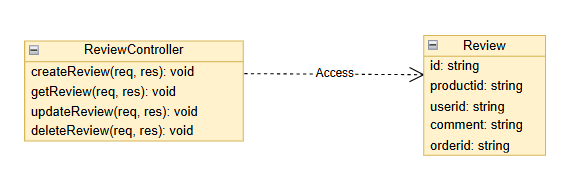 ReviewController
createReview(req, res): void
getReview(req, res): void
updateReview(req, res): void
deleteReview(req, res): void
Access
Review
id: string
productid: string
userid: string
comment: string
orderid: string